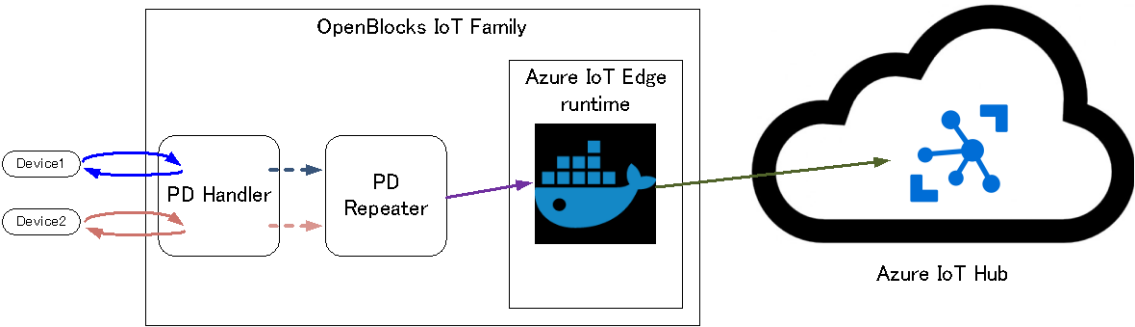 OpenBlocks IoT Family
Azure IoT Edge
runtime
Device1
Device2
PD Handler
PD
Repeater
Azure IoT Hub